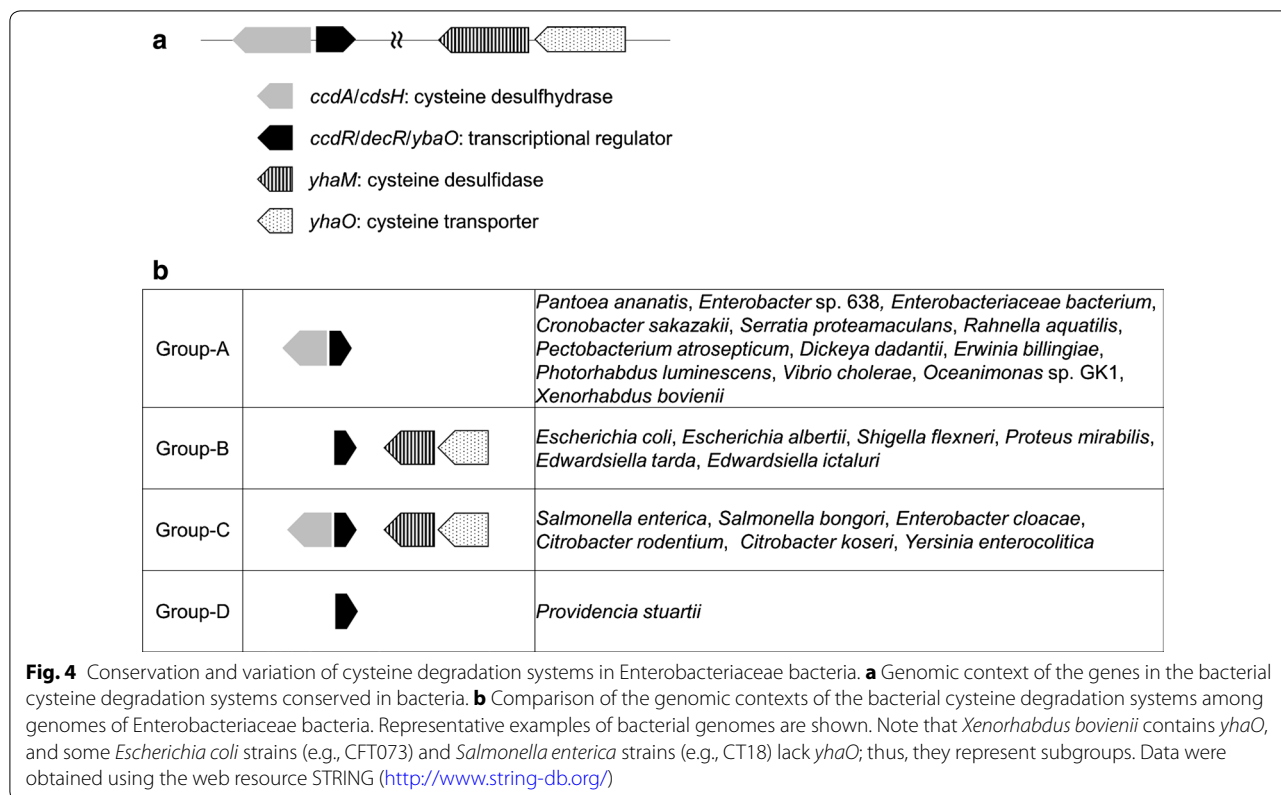 a
ccdA/cdsH: cysteine desulfhydrase
ccdR/decR/ybaO: transcriptional regulator
yhaM: cysteine desulfidase
yhaO: cysteine transporter
b
Group-A
Pantoea ananatis, Enterobacter sp. 638, Enterobacteriaceae bacterium,
Cronobacter sakazakii, Serratia proteamaculans, Rahnella aquatilis,
Pectobacterium atrosepticum, Dickeya dadantii, Erwinia billingiae,
Photorhabdus luminescens, Vibrio cholerae, Oceanimonas sp. GK1,
Xenorhabdus bovienii
Group-B
Escherichia coli, Escherichia albertii, Shigella flexneri, Proteus mirabilis,
Edwardsiella tarda, Edwardsiella ictaluri
Group-C
Salmonella enterica, Salmonella bongori, Enterobacter cloacae,
Citrobacter rodentium, Citrobacter koseri, Yersinia enterocolitica
Group-D
Providencia stuartii
Fig. 4 Conservation and variation of cysteine degradation systems in Enterobacteriaceae bacteria. a Genomic context of the genes in the bacterial
cysteine degradation systems conserved in bacteria. b Comparison of the genomic contexts of the bacterial cysteine degradation systems among
genomes of Enterobacteriaceae bacteria. Representative examples of bacterial genomes are shown. Note that Xenorhabdus bovienii contains yhaO,
and some Escherichia coli strains (e.g., CFT073) and Salmonella enterica strains (e.g., CT18) lack yhaO; thus, they represent subgroups. Data were
obtained using the web resource STRING (http://www.string-db.org/)